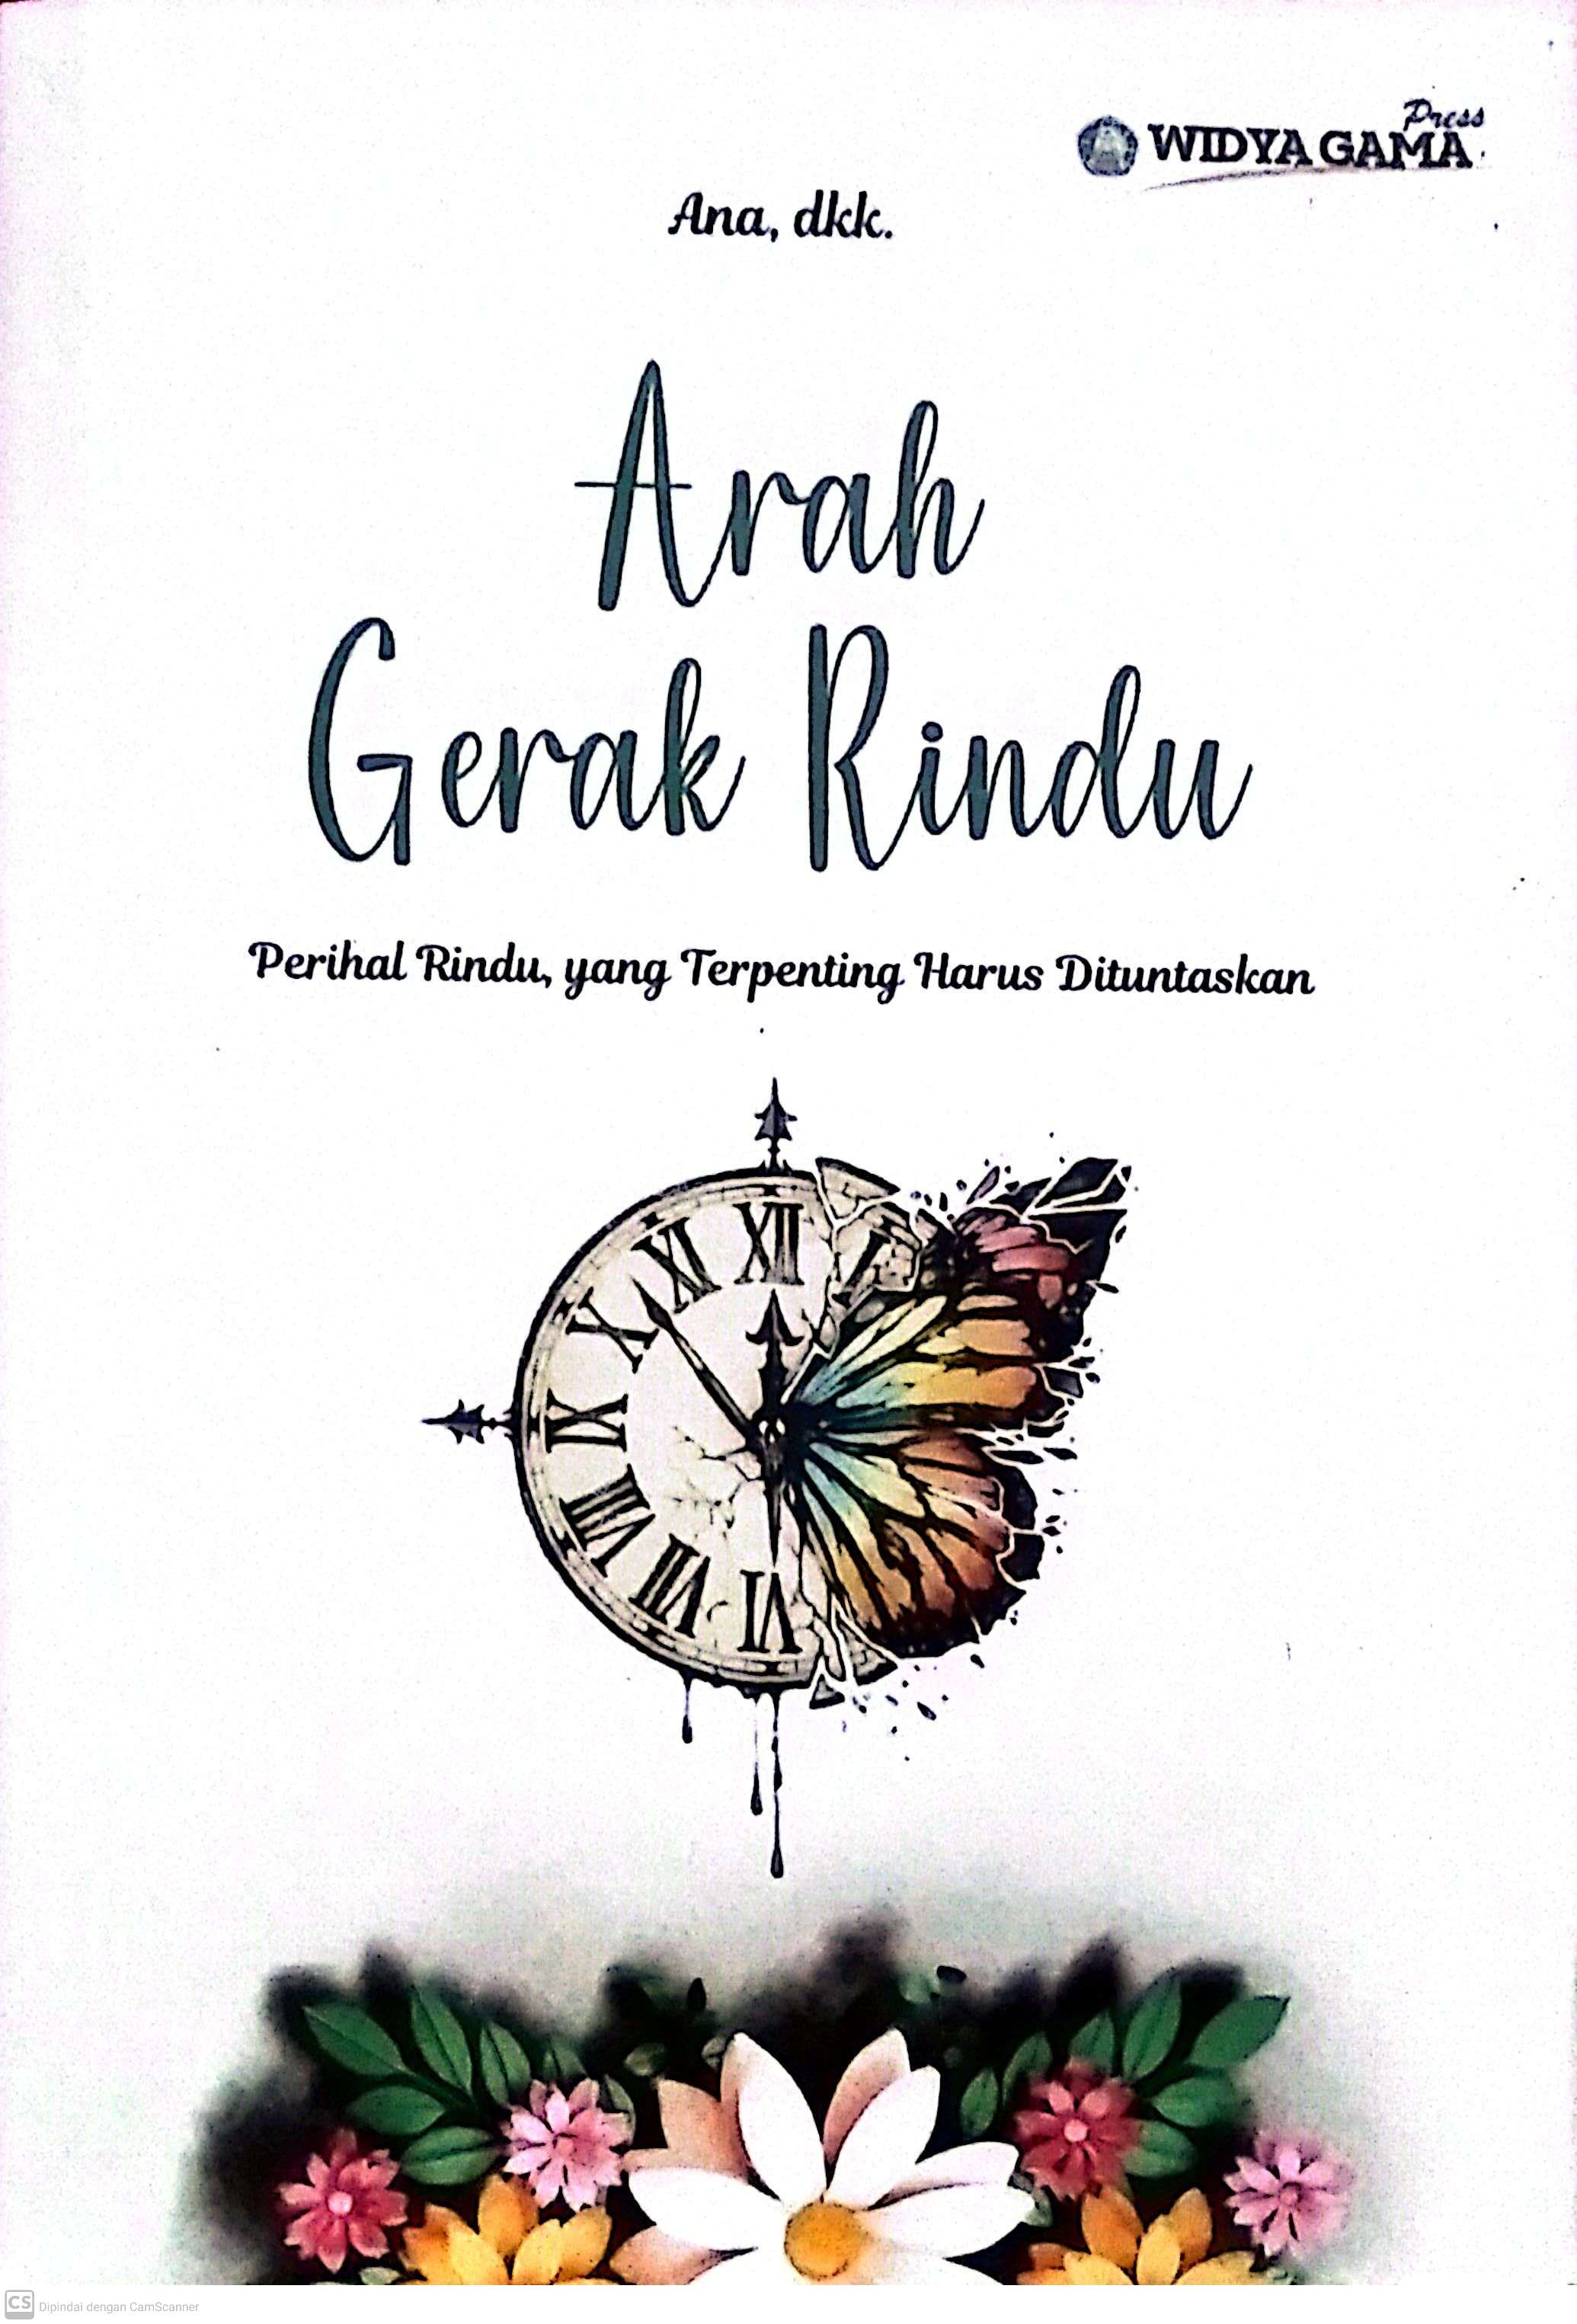 Press
WIDYA GAMA
Ana, dkk.
Arah
Gerak Rindu
Perihal Rindu, yang Terpenting Harus Dituntaskan
XII
I
XI
X
IX
VIII
VII
VI
CS Dipindai dengan CamScanner